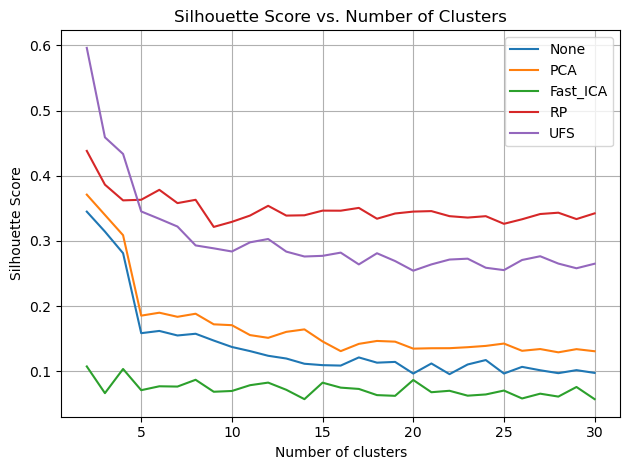 Silhouette Score vs. Number of Clusters
None
PCA
Fast_ICA
RP
UFS
Silhouette Score
0.6
0.5
0.4
0.3
0.2
0.1
5 10 15 20 25 30
Number of clusters